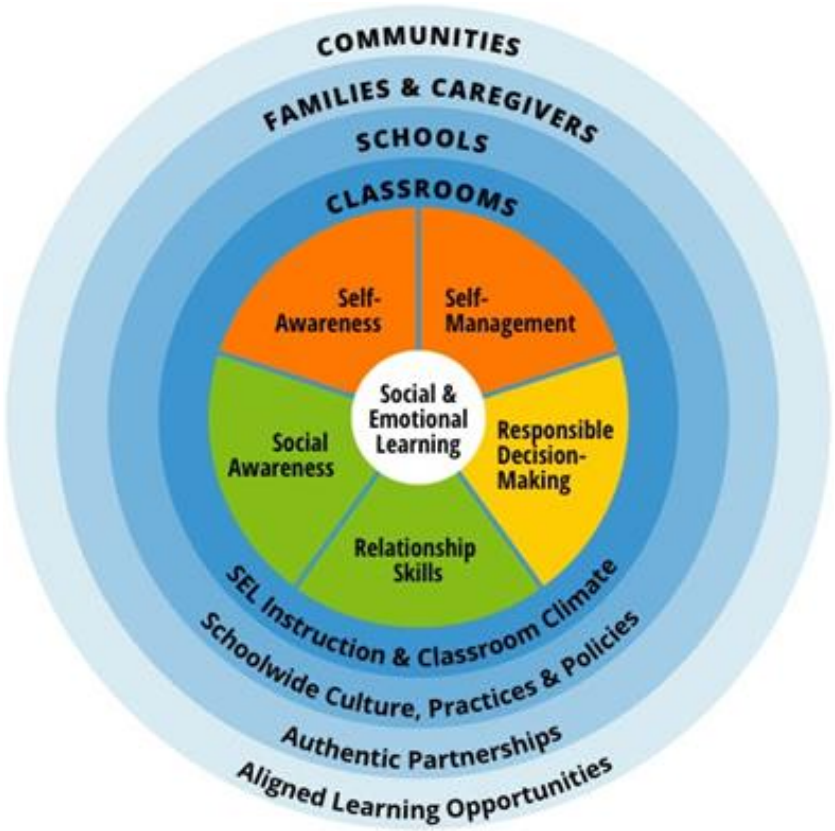 COMMUNITIES
FAMILIES & CAREGIVERS
SCHOOLS
CLASSROOMS
Self-
Awareness
Self-
Management
Social &
Emotional
Learning
Social
Awareness
Responsible
Decision-
Making
Relationship
Skills
SEL Instruction & Classroom Climate
Schoolwide Culture, Practices & Policies
Authentic Partnerships
Aligned Learning Opportunities